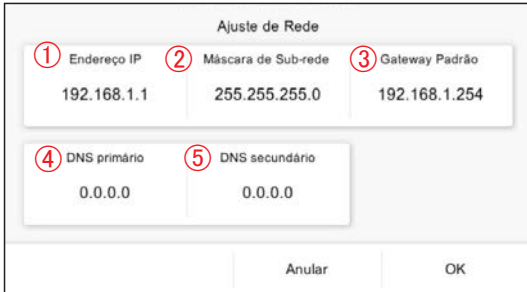 Ajuste de Rede
① Endereço IP ② Máscara de Sub-rede ③ Gateway Padrão
192.168.1.1 255.255.255.0 192.168.1.254
④ DNS primário ⑤ DNS secundário
0.0.0.0 0.0.0.0
Anular OK